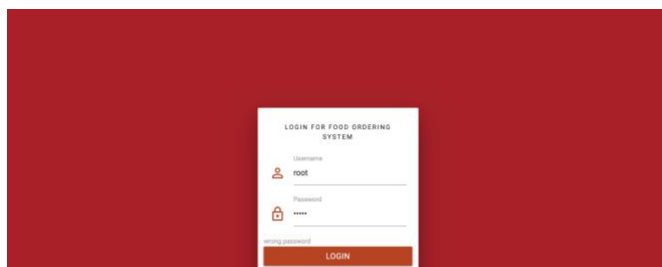 LOGIN FOR FOOD ORDERING
SYSTEM
Username
root
Password
•••••
wrong password
LOGIN